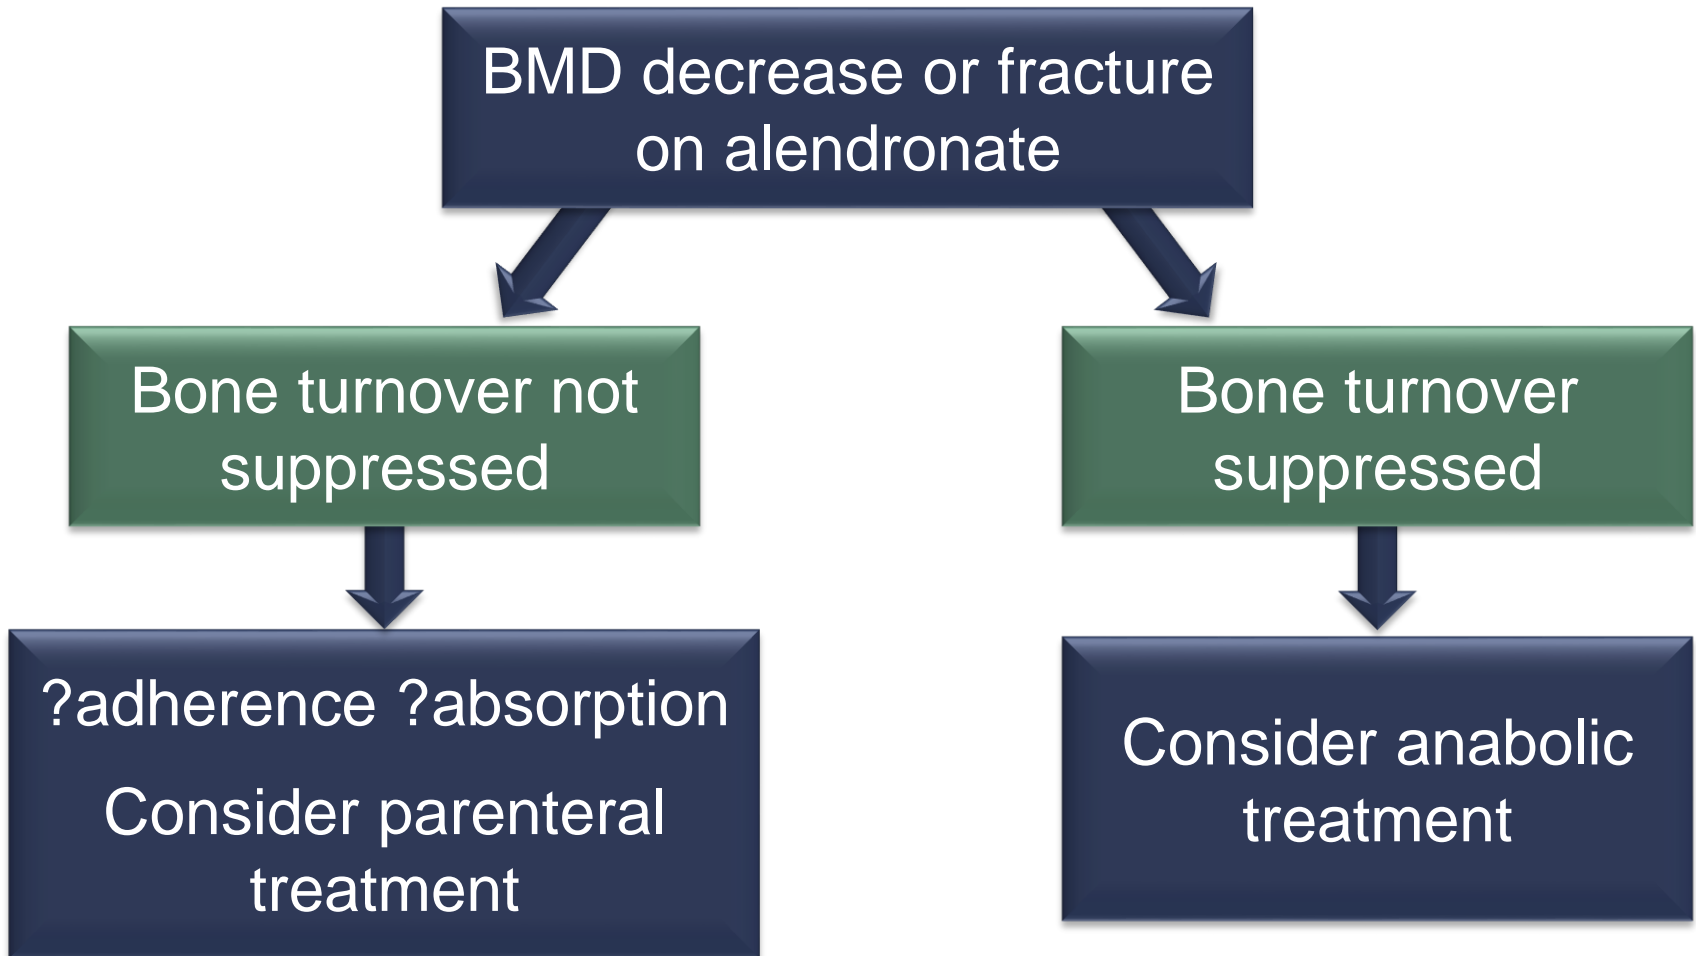 BMD decrease or fracture
on alendronate
Bone turnover not
suppressed
Bone turnover
suppressed
?adherence ?absorption
Consider parenteral
treatment
Consider anabolic
treatment